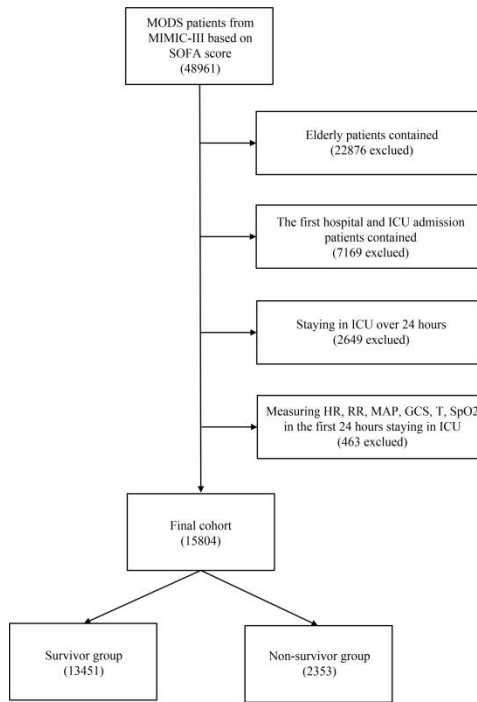 MODS patients from
MIMIC-III based on
SOFA score
(48961)
Elderly patients contained
(22876 exclued)
The first hospital and ICU admission
patients contained
(7169 exclued)
Staying in ICU over 24 hours
(2649 exclued)
Measuring HR, RR, MAP, GCS, T, SpO2
in the first 24 hours staying in ICU
(463 exclued)
Final cohort
(15804)
Survivor group
(13451)
Non-survivor group
(2353)